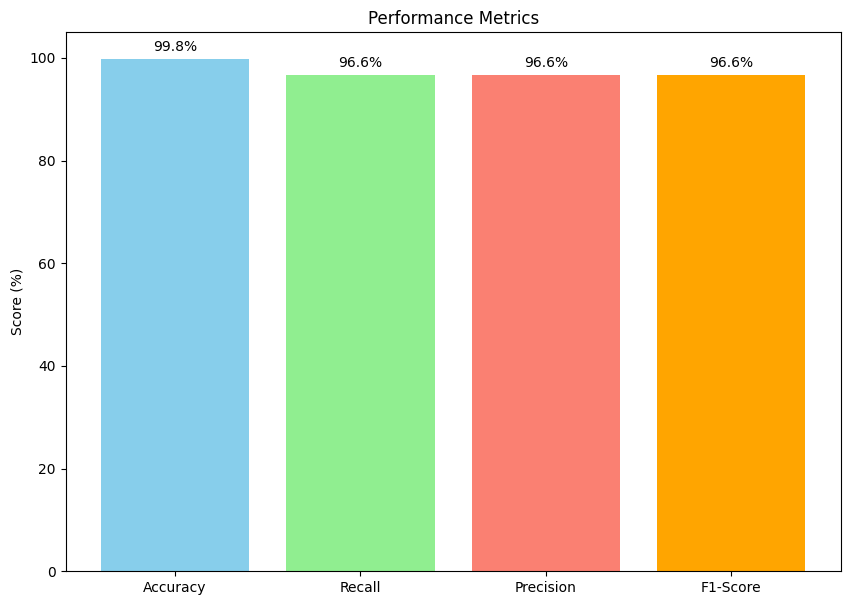 Performance Metrics
99.8%
96.6%
96.6%
96.6%
100
80
60
40
20
0
Score (%)
Accuracy
Recall
Precision
F1-Score